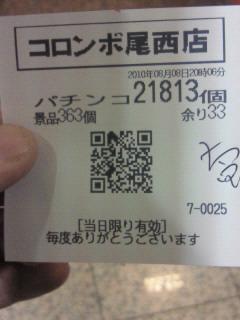 コロンボ尾西店
2010年08月08日20時06分
パチンコ21813個
景品363個 余り33
7-0025
[当日限り有効]
毎度ありがとうございます